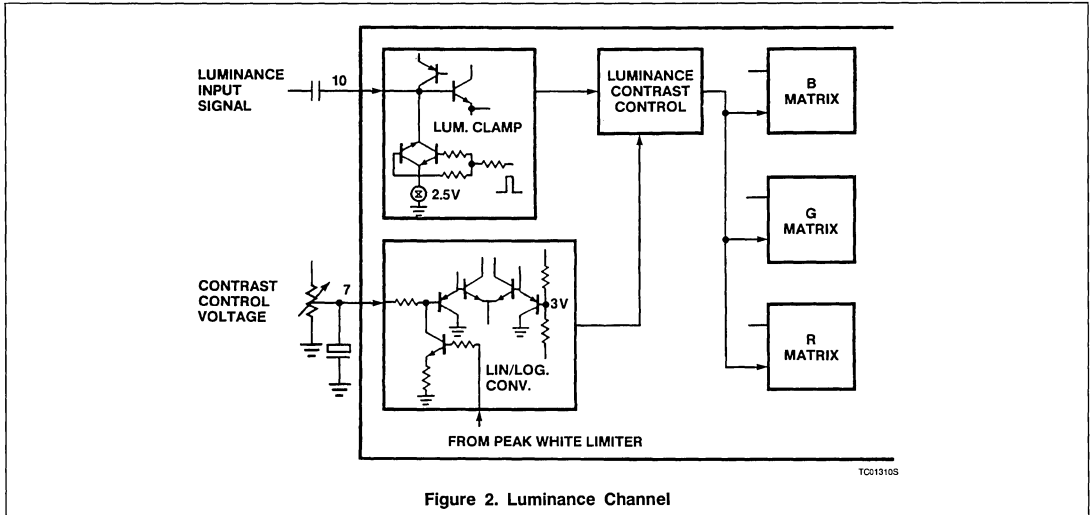 LUMINANCE
INPUT
SIGNAL
10
LUM. CLAMP
2.5V
LUMINANCE
CONTRAST
CONTROL
B
MATRIX
G
MATRIX
R
MATRIX
CONTRAST
CONTROL
VOLTAGE
7
3V
LIN/LOG.
CONV.
FROM PEAK WHITE LIMITER
TC01310S
Figure 2. Luminance Channel